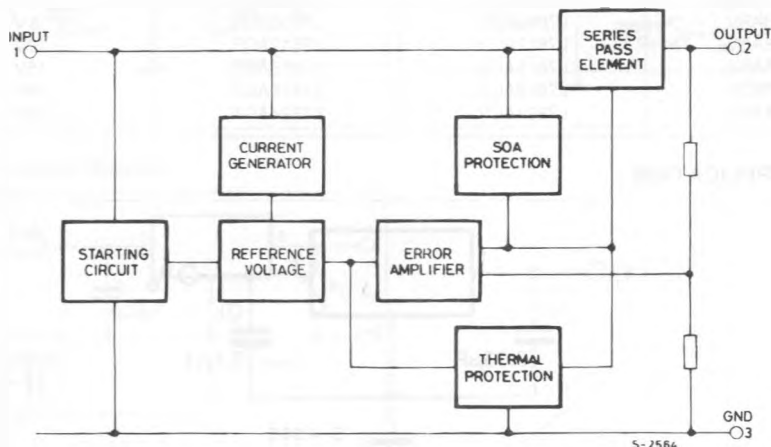 INPUT
1
SERIES
PASS
ELEMENT
OUTPUT
2
CURRENT
GENERATOR
SOA
PROTECTION
STARTING
CIRCUIT
REFERENCE
VOLTAGE
ERROR
AMPLIFIER
THERMAL
PROTECTION
GND
3
S-2564